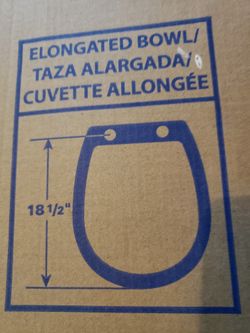 ELONGATED BOWL/
TAZA ALARGADA/
CUVETTE ALLONGÉE
18 1/2"